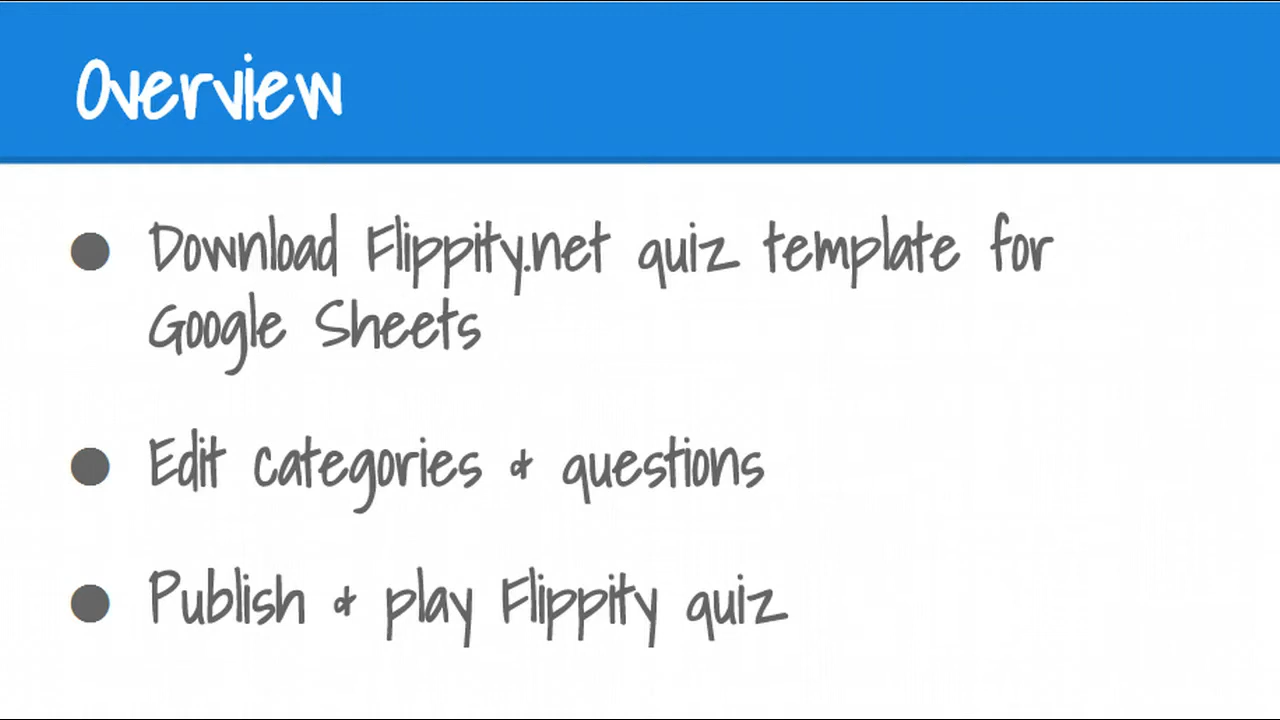 Overview
● Download Flippity.net quiz template for
Google Sheets
● Edit categories & questions
● Publish & play Flippity quiz